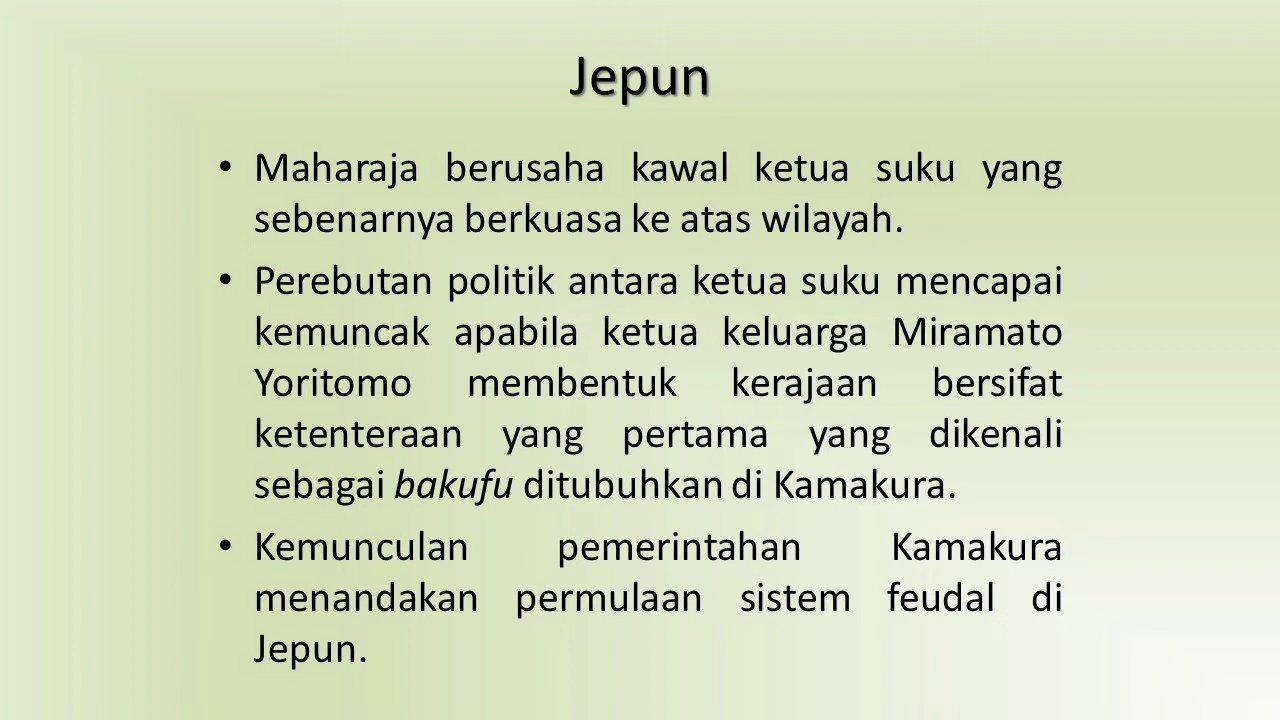 Jepun
• Maharaja berusaha kawal ketua suku yang
sebenarnya berkuasa ke atas wilayah.
• Perebutan politik antara ketua suku mencapai
kemuncak apabila ketua keluarga Miramato
Yoritomo membentuk kerajaan bersifat
ketenteraan yang pertama yang dikenali
sebagai bakufu ditubuhkan di Kamakura.
• Kemunculan pemerintahan Kamakura
menandakan permulaan sistem feudal di
Jepun.